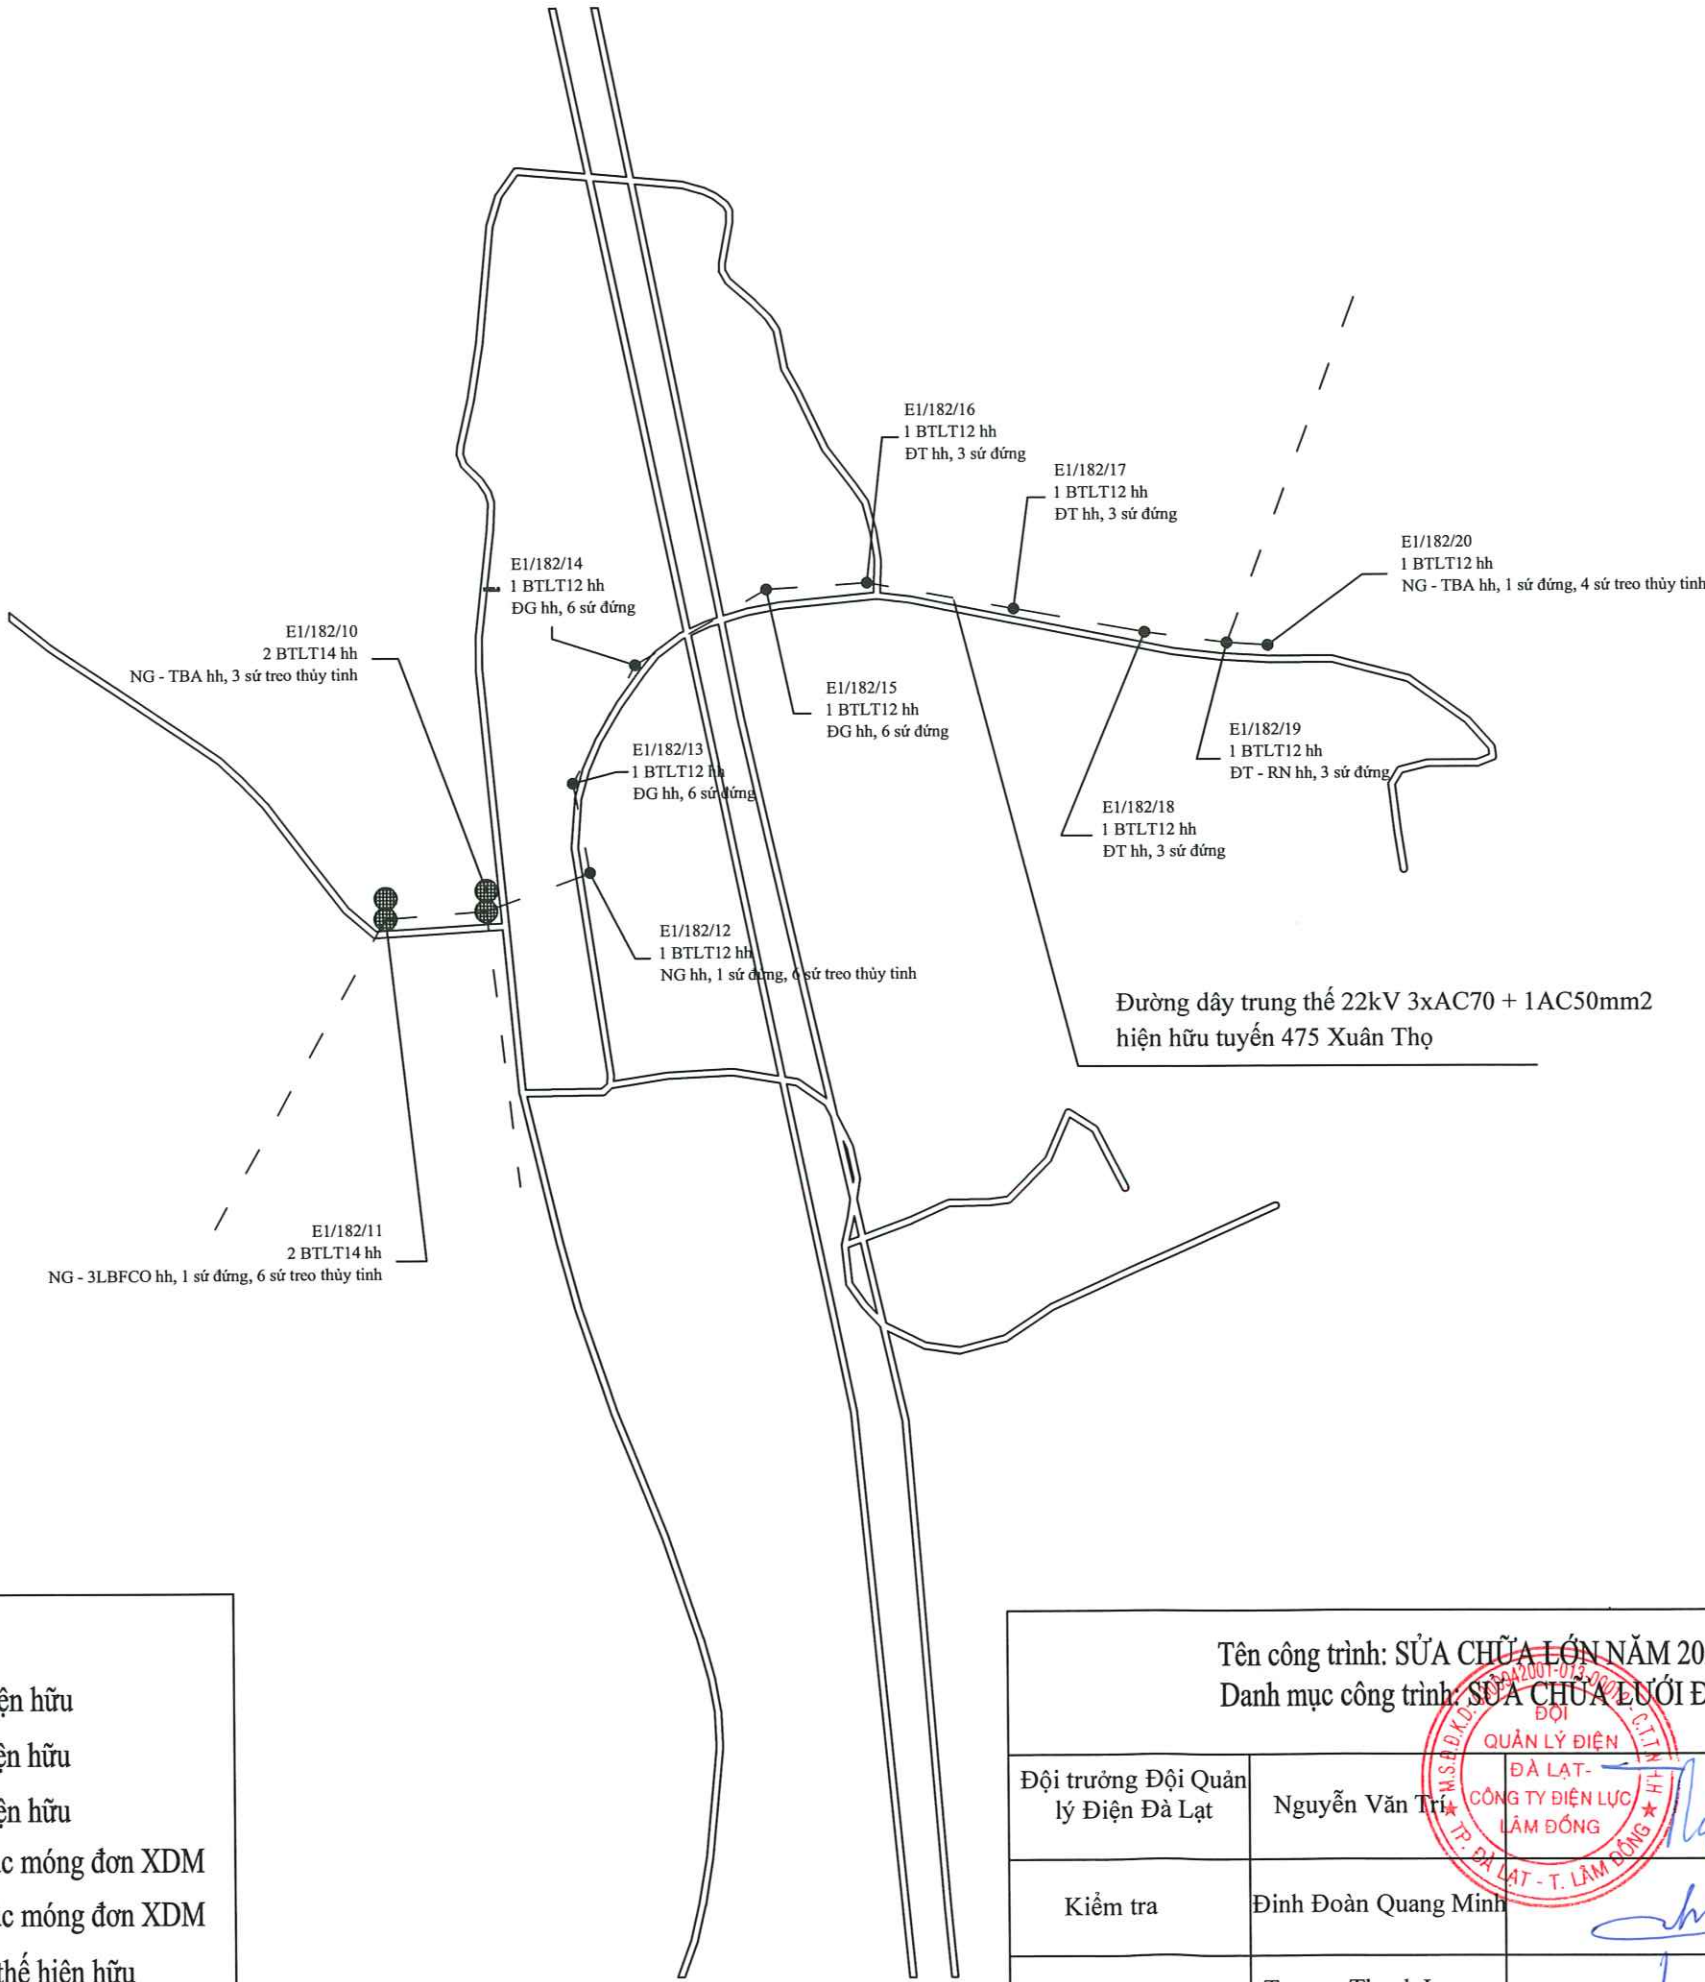 E1/182/16
1 BTLT12 hh
ĐT hh, 3 sứ đứng
E1/182/17
1 BTLT12 hh
ĐT hh, 3 sứ đứng
E1/182/20
1 BTLT12 hh
NG - TBA hh, 1 sứ đứng, 4 sứ treo thủy tinh
E1/182/14
1 BTLT12 hh
ĐG hh, 6 sứ đứng
E1/182/10
2 BTLT14 hh
NG - TBA hh, 3 sứ treo thủy tinh
E1/182/15
1 BTLT12 hh
ĐG hh, 6 sứ đứng
E1/182/19
1 BTLT12 hh
ĐT - RN hh, 3 sứ đứng
E1/182/13
1 BTLT12 hh
ĐG hh, 6 sứ đứng
E1/182/18
1 BTLT12 hh
ĐT hh, 3 sứ đứng
E1/182/12
1 BTLT12 hh
NG hh, 1 sứ đứng, 6 sứ treo thủy tinh
Đường dây trung thế 22kV 3xAC70 + 1AC50mm2
hiện hữu tuyến 475 Xuân Thọ
E1/182/11
2 BTLT14 hh
NG - 3LBFCO hh, 1 sứ đứng, 6 sứ treo thủy tinh
ện hữu
ện hữu
ện hữu
ục móng đơn XDM
ục móng đơn XDM
thế hiện hữu
Tên công trình: SỬA CHỮA LỚN NĂM 20
Danh mục công trình: SỬA CHỮA LƯỚI Đ
Đội trưởng Đội Quản
lý Điện Đà Lạt
Nguyễn Văn Trí
ĐỘI
QUẢN LÝ ĐIỆN
ĐÀ LẠT-
CÔNG TY ĐIỆN LỰC
LÂM ĐỒNG
TP. ĐÀ LẠT - T. LÂM ĐỒNG
Kiểm tra
Đinh Đoàn Quang Minh